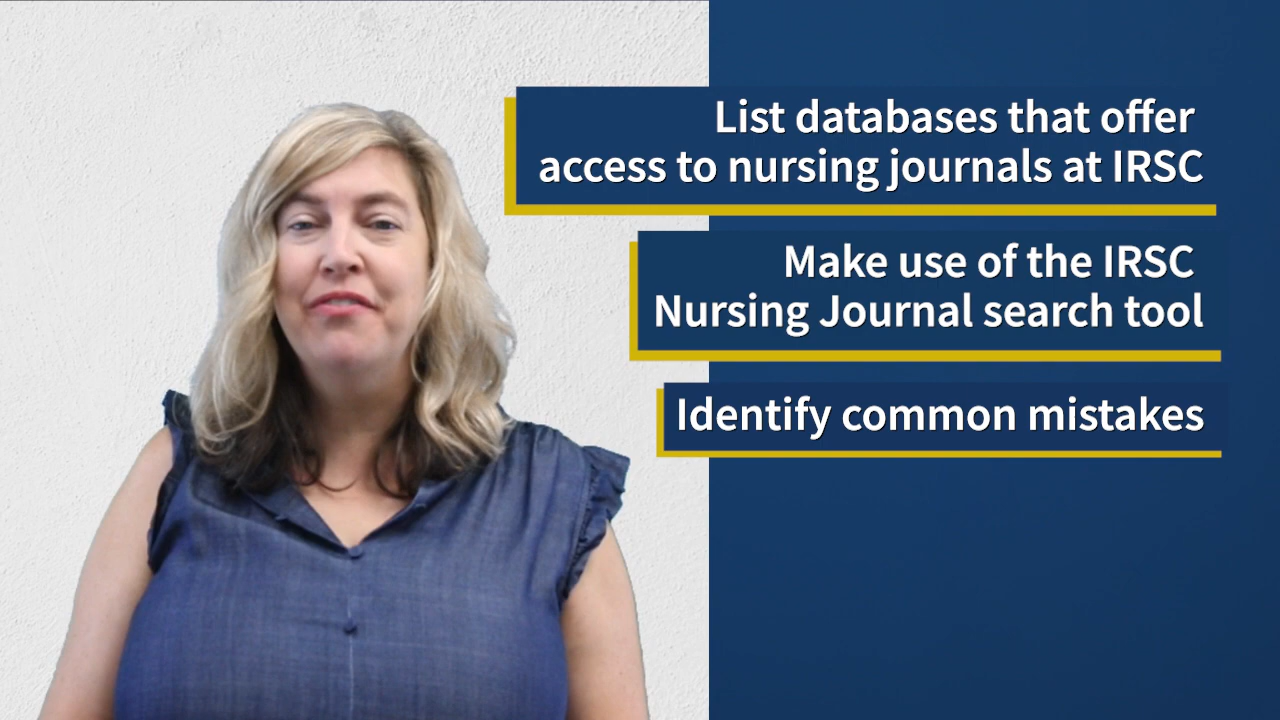 List databases that offer
access to nursing journals at IRSC
Make use of the IRSC
Nursing Journal search tool
Identify common mistakes